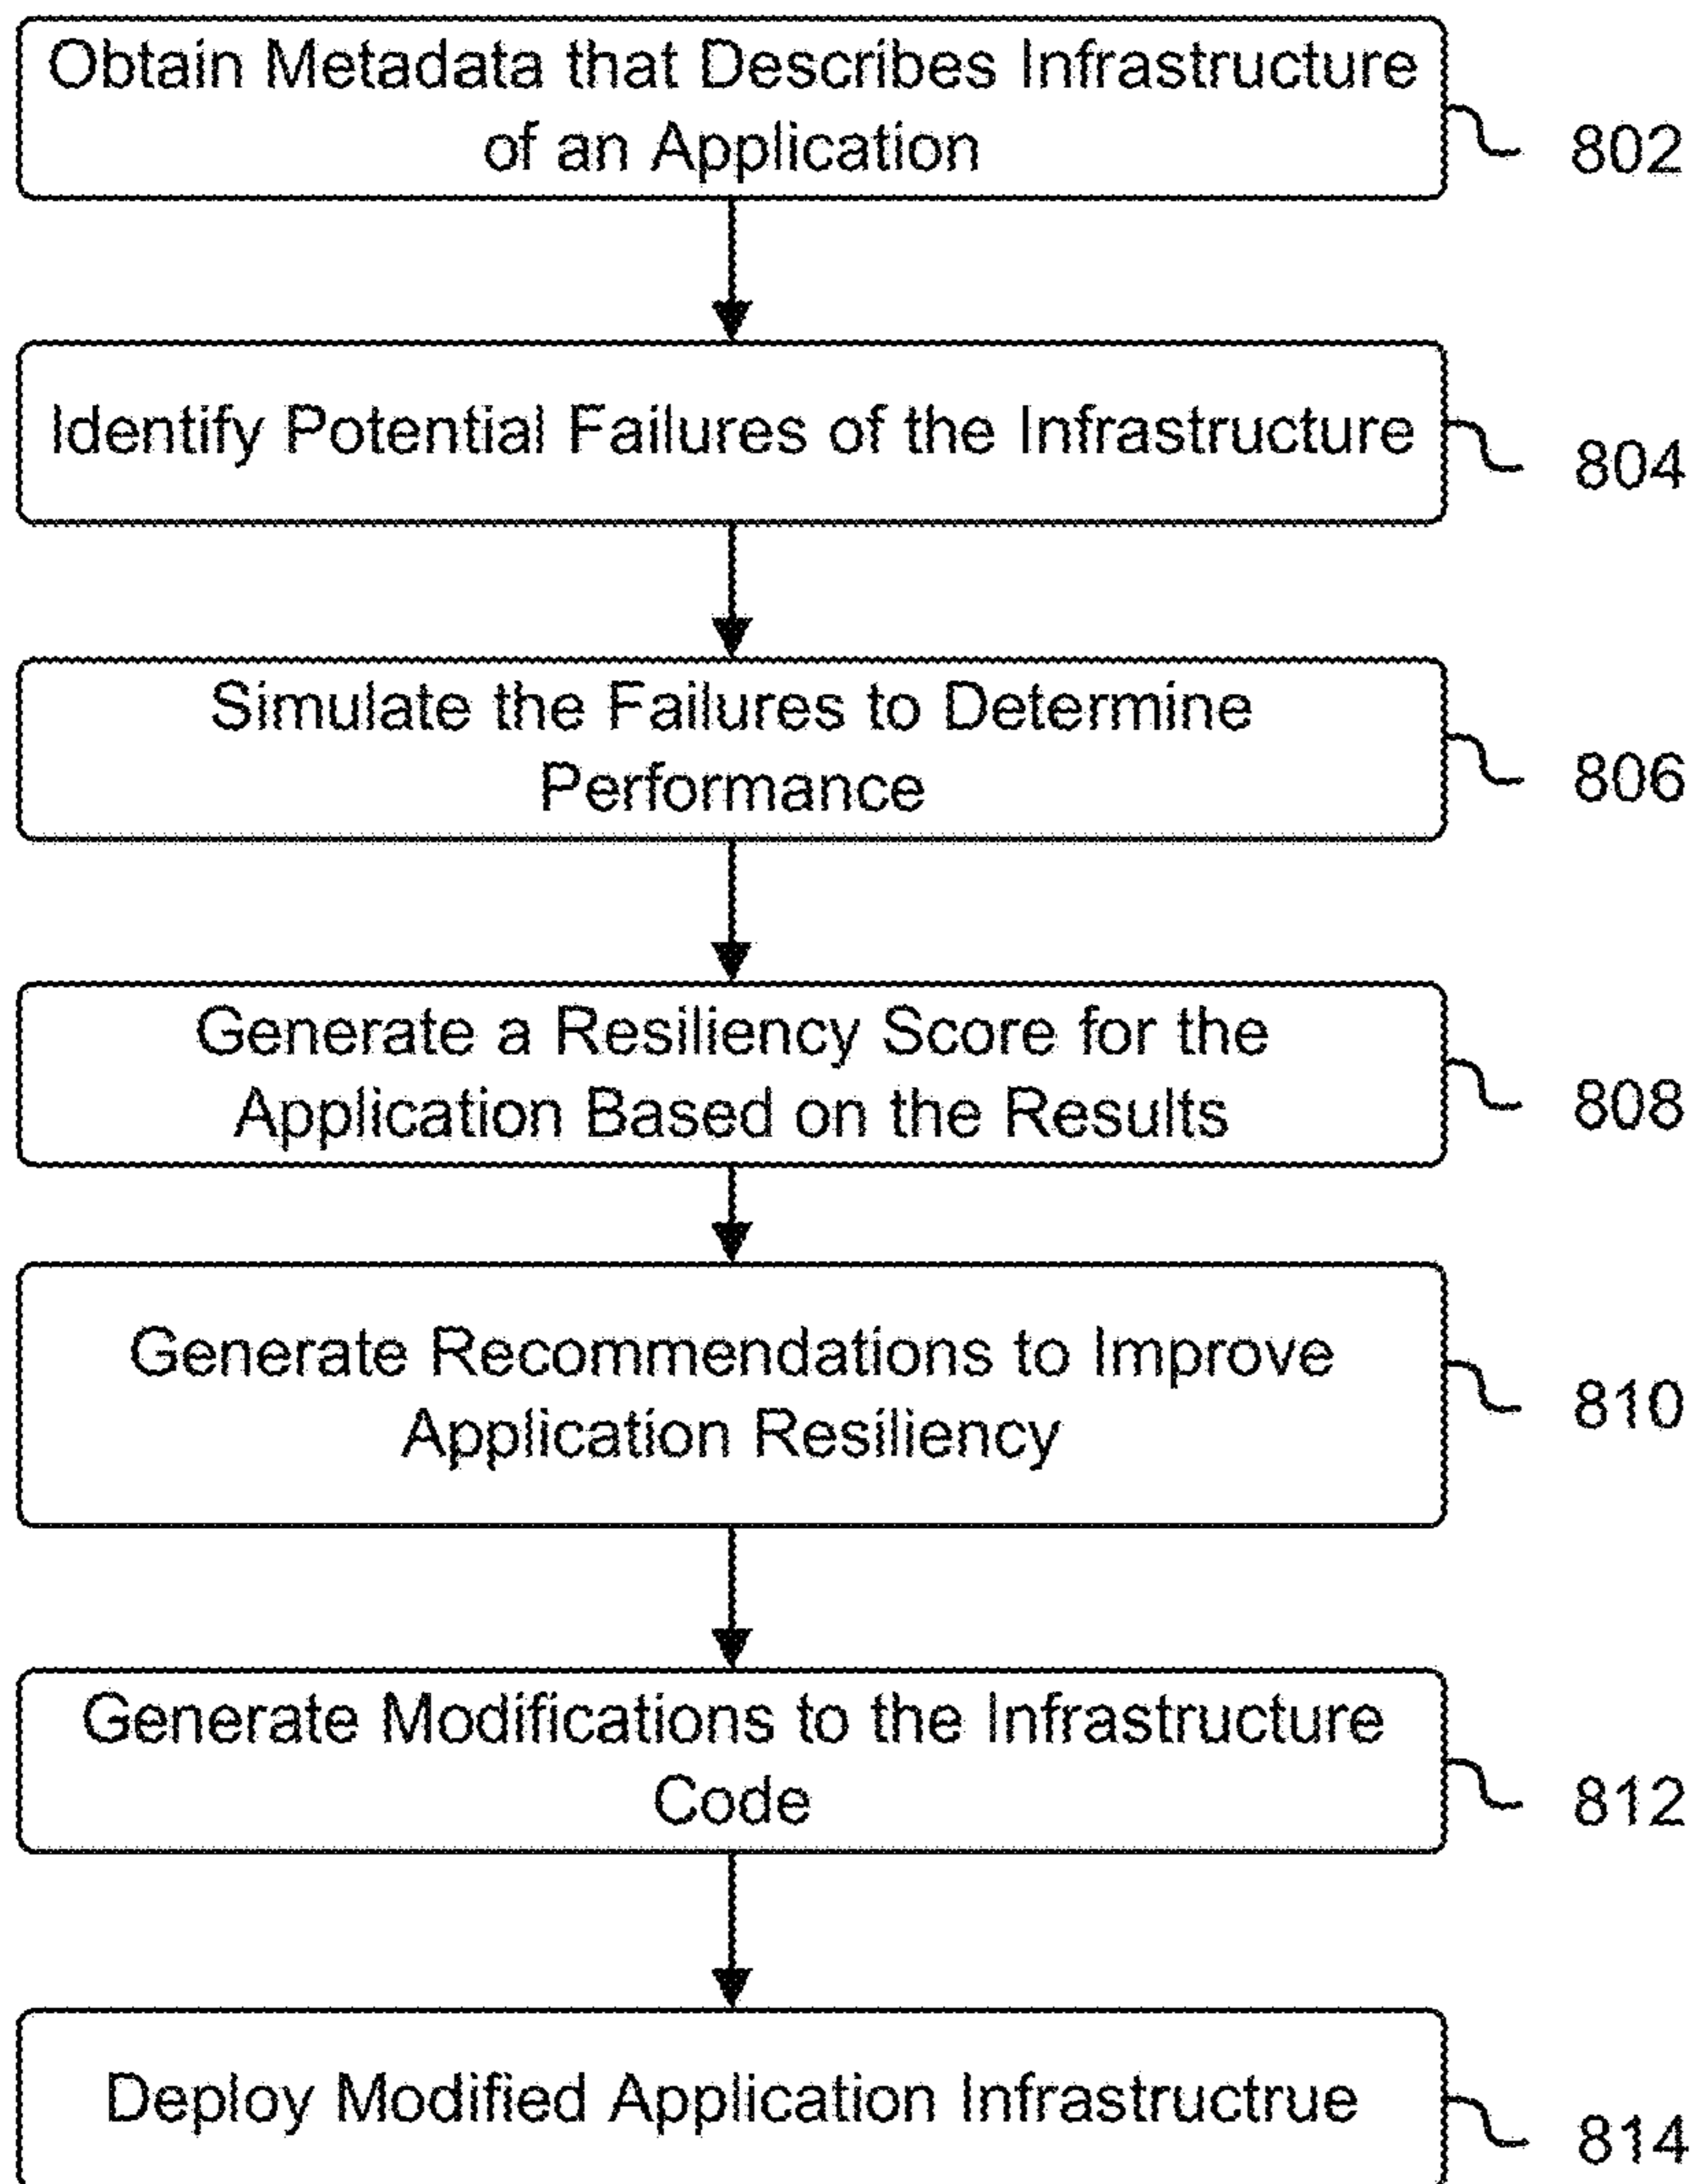 Obtain Metadata that Describes Infrastructure
of an Application
802
Identify Potential Failures of the Infrastructure
804
Simulate the Failures to Determine
Performance
806
Generate a Resiliency Score for the
Application Based on the Results
808
Generate Recommendations to Improve
Application Resiliency
810
Generate Modifications to the Infrastructure
Code
812
Deploy Modified Application Infrastructrue
814